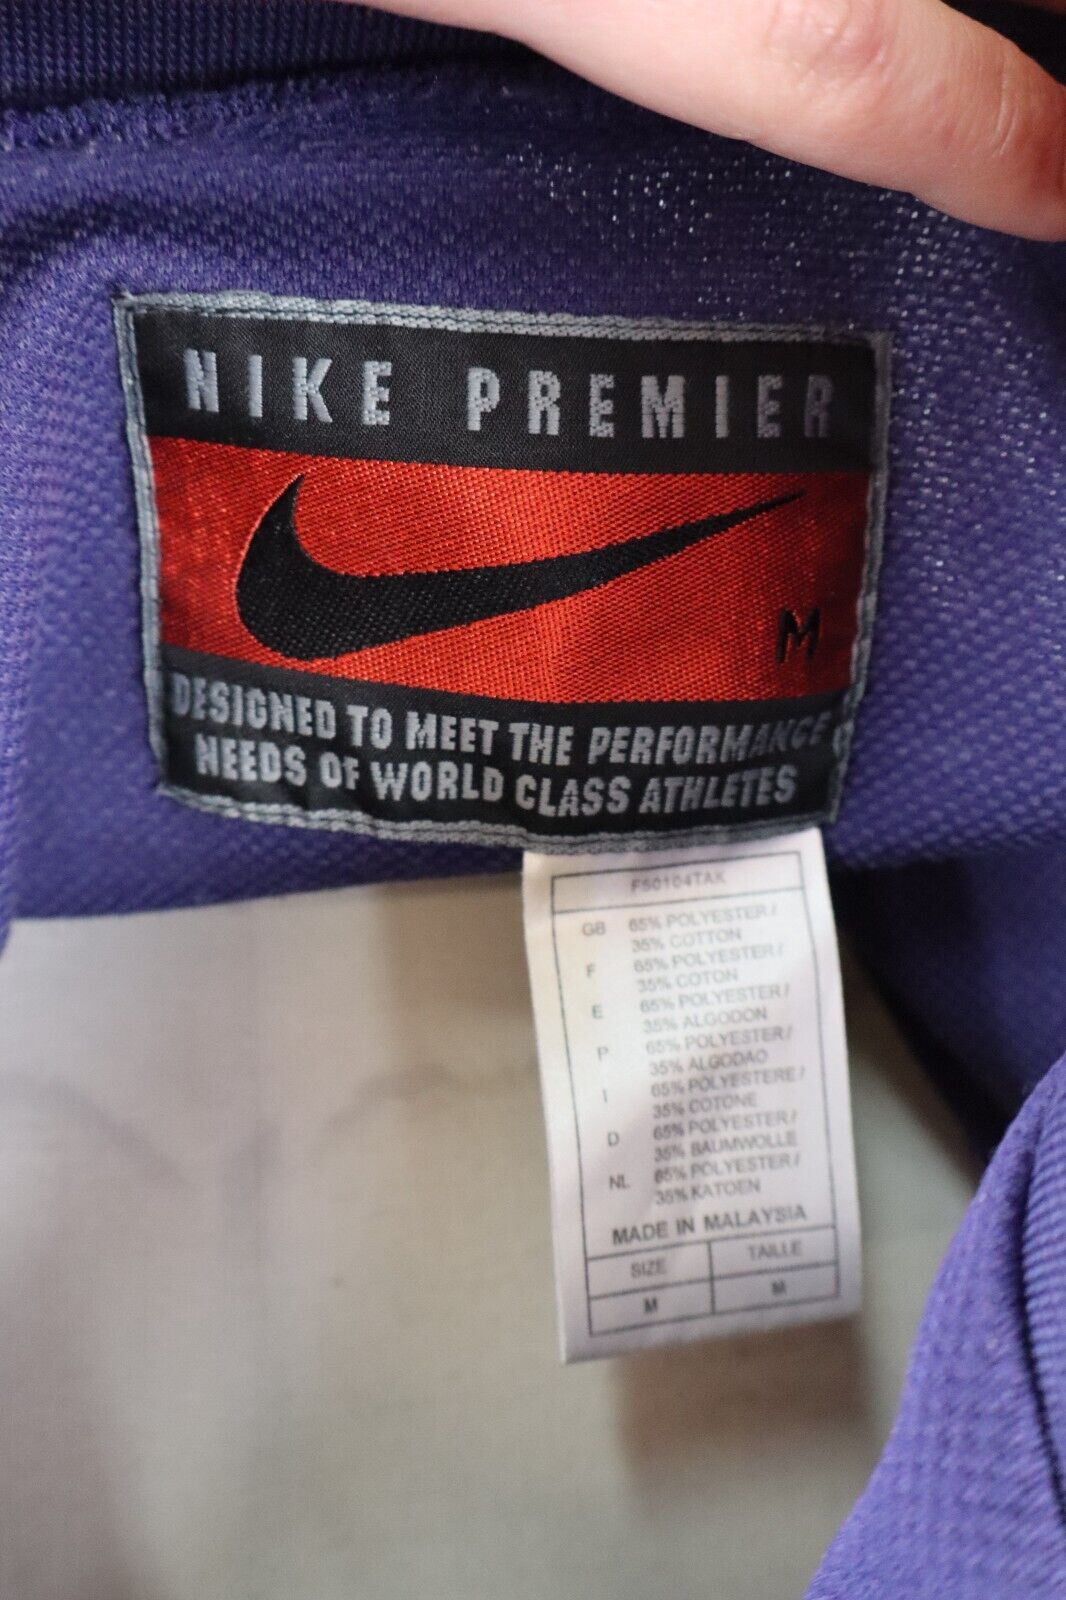 NIKE PREMIER
M
DESIGNED TO MEET THE PERFORMANCE
NEEDS OF WORLD CLASS ATHLETES
F50104TAK
GB 65% POLYESTER /
35% COTTON
F 65% POLYESTER /
35% COTON
E 65% POLYESTER /
35% ALGODON
P 65% POLYESTER /
35% ALGODAO
I 65% POLYESTERE /
35% COTONE
D 65% POLYESTER /
35% BAUMWOLLE
NL 65% POLYESTER /
35% KATOEN
MADE IN MALAYSIA
SIZE TAILLE
M M